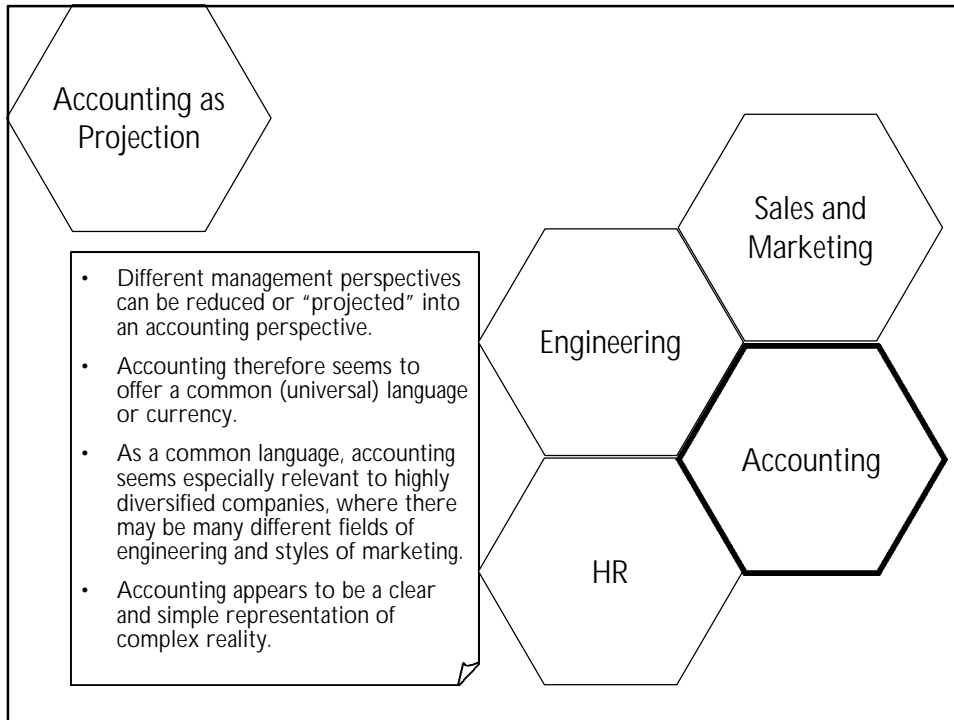 Accounting as
Projection
Sales and
Marketing
• Different management perspectives
can be reduced or “projected” into
an accounting perspective.
• Accounting therefore seems to
offer a common (universal) language
or currency.
• As a common language, accounting
seems especially relevant to highly
diversified companies, where there
may be many different fields of
engineering and styles of marketing.
• Accounting appears to be a clear
and simple representation of
complex reality.
Engineering
Accounting
HR